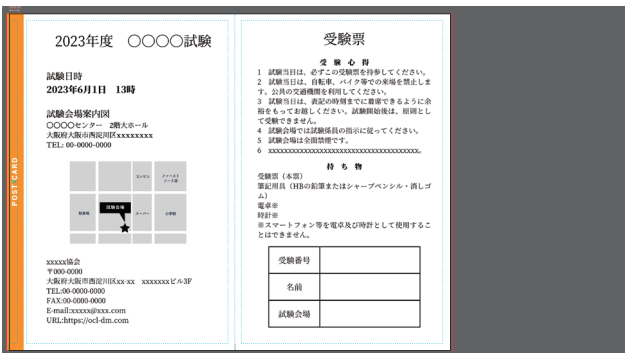 POST CARD
2023年度　〇〇〇〇試験
試験日時
2023年6月1日　13時
試験会場案内図
〇〇〇〇センター　2階大ホール
大阪府大阪市西淀川区xxxxxxxx
TEL: 00-0000-0000
コンビニ
ファースト
フード店
駐車場
試験会場
スーパー
小学校
xxxxx協会
〒000-0000
大阪府大阪市西淀川区xx-xx　xxxxxxxビル3F
TEL:00-0000-0000
FAX:00-0000-0000
E-mail:xxxxx@xxx.com
URL:https://ocl-dm.com
受験票
受　験　心　得
1　試験当日は、必ずこの受験票を持参してください。
2　試験当日は、自転車、バイク等での来場を禁止しま
す。公共の交通機関を利用してください。
3　試験当日は、表記の時刻までに着席できるように余
裕をもってお越しください。試験開始後は、原則とし
て受験できません。
4　試験会場では試験係員の指示に従ってください。
5　試験会場は全面禁煙です。
6　xxxxxxxxxxxxxxxxxxxxxxxxxxxxxxxxxxxxx。
持　ち　物
受験票（本票）
筆記用具（HBの鉛筆またはシャープペンシル・消しゴ
ム）
電卓※
時計※
※スマートフォン等を電卓及び時計として使用するこ
とはできません。
受験番号
名前
試験会場